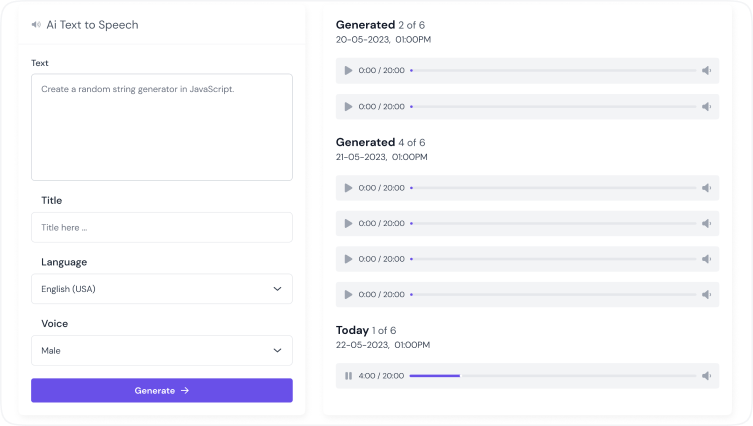 Ai Text to Speech
Text
Create a random string generator in JavaScript.
Title
Title here ...
Language
English (USA)
Voice
Male
Generate →
Generated 2 of 6
20-05-2023, 01:00PM
0:00 / 20:00
0:00 / 20:00
Generated 4 of 6
21-05-2023, 01:00PM
0:00 / 20:00
0:00 / 20:00
0:00 / 20:00
0:00 / 20:00
Today 1 of 6
22-05-2023, 01:00PM
4:00 / 20:00